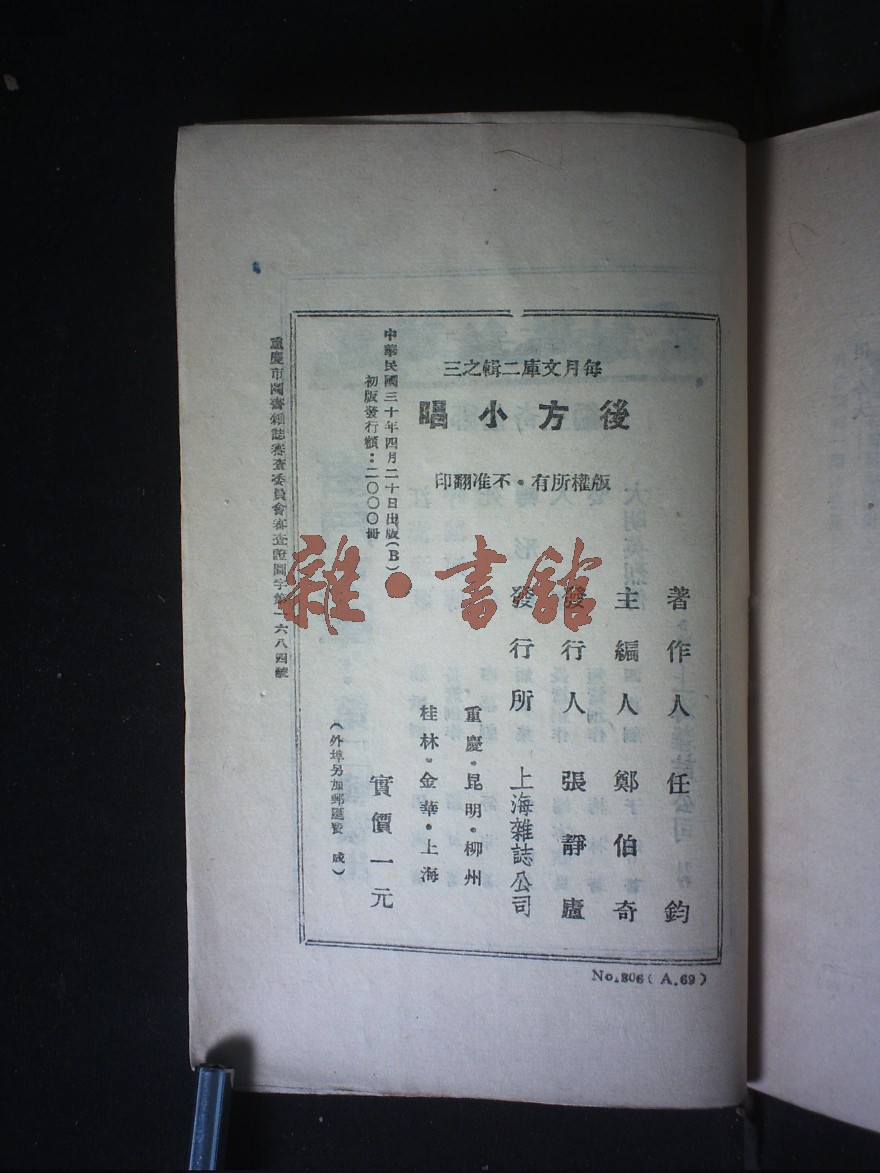 每月文庫二輯之三
後方小唱
版權所有·不准翻印
著作人 任鈞
主編人 鄭伯奇
發行人 張靜廬
發行所 上海雜誌公司
重慶·昆明·柳州
桂林·金華·上海
實價一元
(外埠另加郵匯費 成)
中華民國三十年四月二十日出版(B)
初版發行額:二〇〇〇冊
重慶市圖書雜誌審查委員會審查證圖字第一六八四號
No.806(A.69)
雜·書館